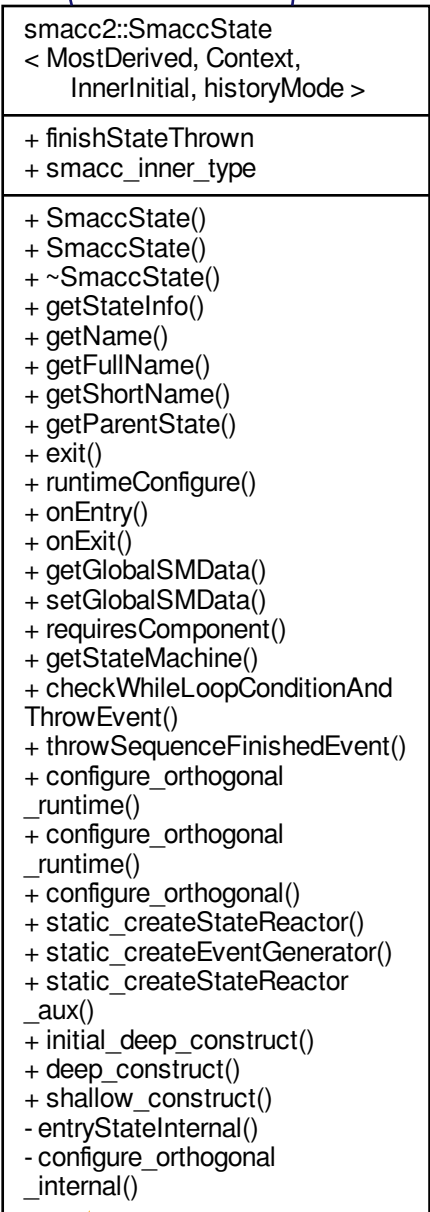 smacc2::SmaccState
< MostDerived, Context,
InnerInitial, historyMode >
+ finishStateThrown
+ smacc_inner_type
+ SmaccState()
+ SmaccState()
+ ~SmaccState()
+ getStateInfo()
+ getName()
+ getFullName()
+ getShortName()
+ getParentState()
+ exit()
+ runtimeConfigure()
+ onEntry()
+ onExit()
+ getGlobalSMData()
+ setGlobalSMData()
+ requiresComponent()
+ getStateMachine()
+ checkWhileLoopConditionAnd
ThrowEvent()
+ throwSequenceFinishedEvent()
+ configure_orthogonal
_runtime()
+ configure_orthogonal
_runtime()
+ configure_orthogonal()
+ static_createStateReactor()
+ static_createEventGenerator()
+ static_createStateReactor
_aux()
+ initial_deep_construct()
+ deep_construct()
+ shallow_construct()
- entryStateInternal()
- configure_orthogonal
_internal()